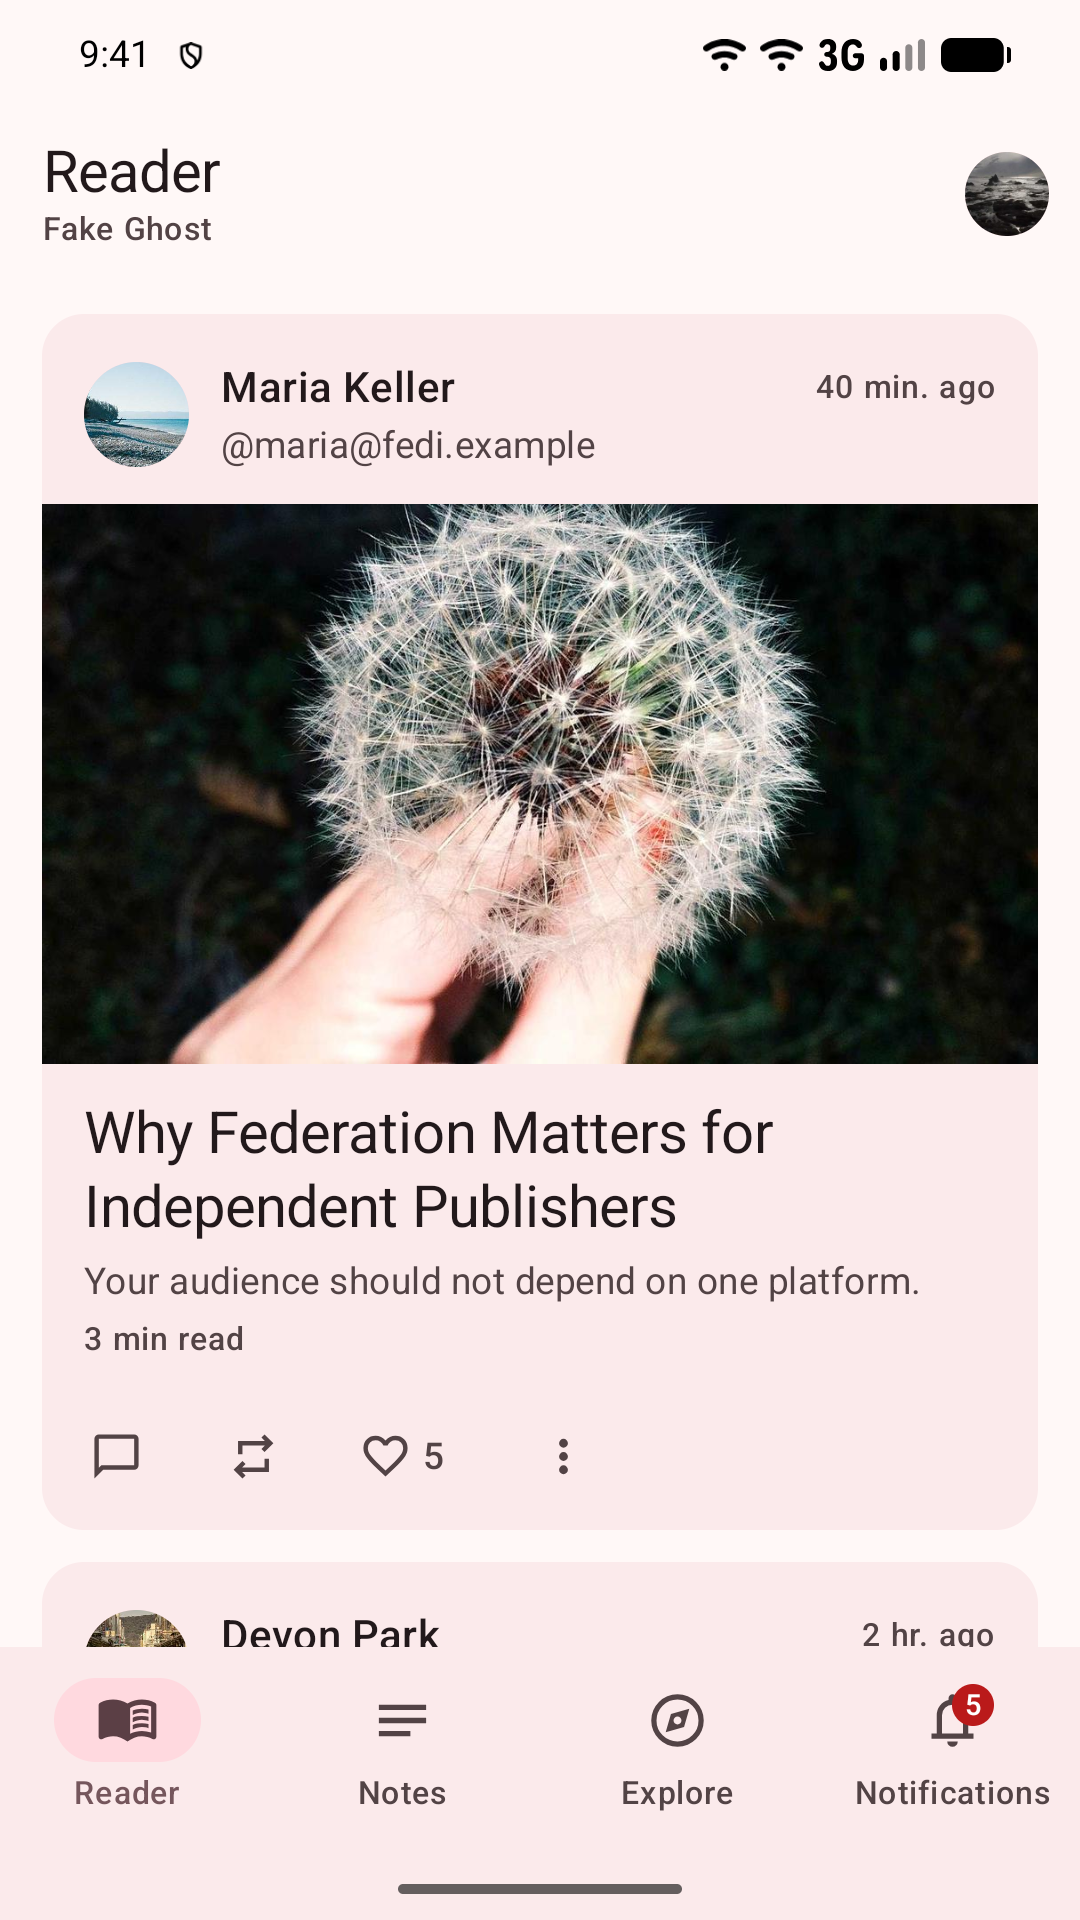 9:41
3G
Reader
Fake Ghost
Maria Keller
40 min. ago
@maria@fedi.example
Why Federation Matters for
Independent Publishers
Your audience should not depend on one platform.
3 min read
5
Devon Park
2 hr. ago
5
Reader
Notes
Explore
Notifications